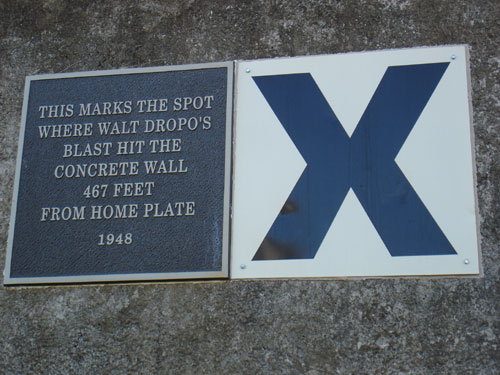 THIS MARKS THE SPOT
WHERE WALT DROPO'S
BLAST HIT THE
CONCRETE WALL
467 FEET
FROM HOME PLATE
1948
X